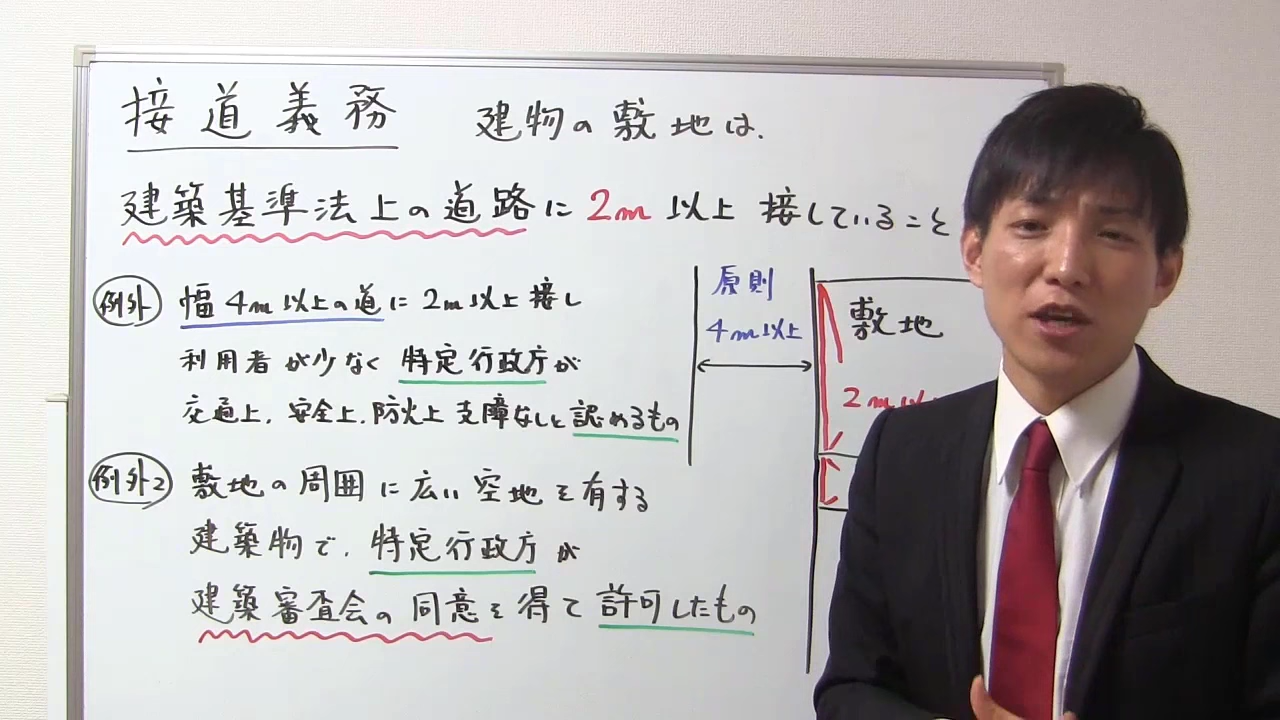 接道義務 建物の敷地は、
建築基準法上の道路に2m以上接していること
例外1 幅4m以上の道に2m以上接し
利用者が少なく特定行政庁が
交通上、安全上、防火上支障なしと認めるもの
例外2 敷地の周囲に広い空地を有する
建築物で、特定行政庁が
建築審査会の同意を得て許可したもの
原則
4m以上
敷地
2m以